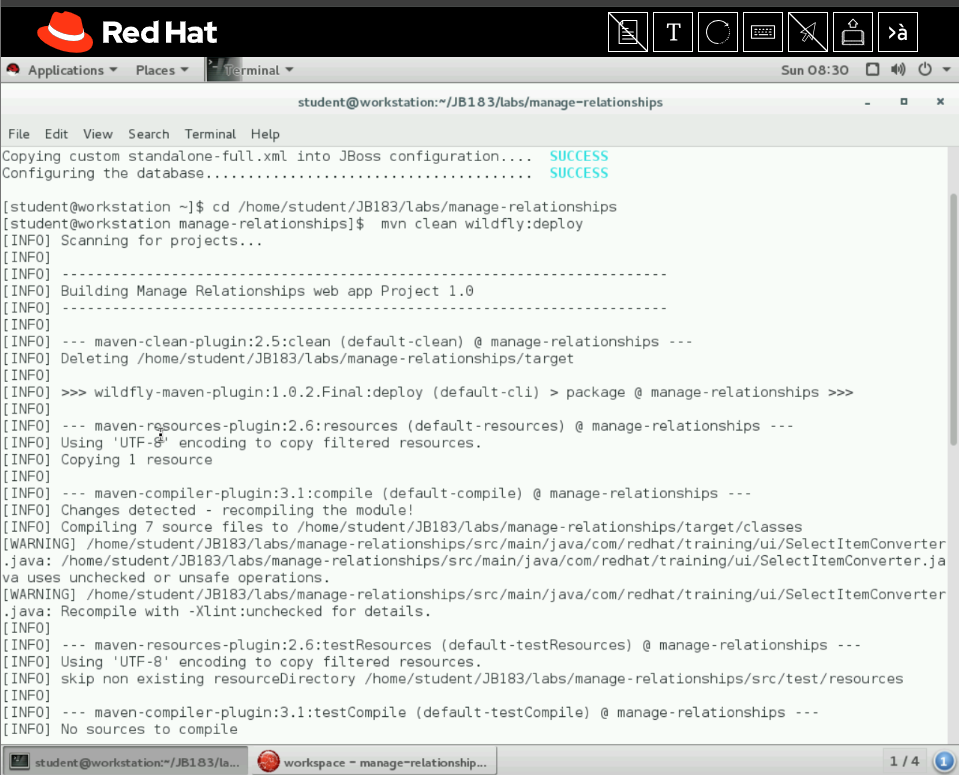 Red Hat
T
›à
Applications Places Terminal Sun 08:30
student@workstation:~/JB183/labs/manage-relationships
File Edit View Search Terminal Help
Copying custom standalone-full.xml into JBoss configuration.... SUCCESS
Configuring the database....................................... SUCCESS
[student@workstation ~]$ cd /home/student/JB183/labs/manage-relationships
[student@workstation manage-relationships]$  mvn clean wildfly:deploy
[INFO] Scanning for projects...
[INFO]
[INFO] ------------------------------------------------------------------------
[INFO] Building Manage Relationships web app Project 1.0
[INFO] ------------------------------------------------------------------------
[INFO]
[INFO] --- maven-clean-plugin:2.5:clean (default-clean) @ manage-relationships ---
[INFO] Deleting /home/student/JB183/labs/manage-relationships/target
[INFO]
[INFO] >>> wildfly-maven-plugin:1.0.2.Final:deploy (default-cli) > package @ manage-relationships >>>
[INFO]
[INFO] --- maven-resources-plugin:2.6:resources (default-resources) @ manage-relationships ---
[INFO] Using 'UTF-8' encoding to copy filtered resources.
[INFO] Copying 1 resource
[INFO]
[INFO] --- maven-compiler-plugin:3.1:compile (default-compile) @ manage-relationships ---
[INFO] Changes detected - recompiling the module!
[INFO] Compiling 7 source files to /home/student/JB183/labs/manage-relationships/target/classes
[WARNING] /home/student/JB183/labs/manage-relationships/src/main/java/com/redhat/training/ui/SelectItemConverter
.java: /home/student/JB183/labs/manage-relationships/src/main/java/com/redhat/training/ui/SelectItemConverter.ja
va uses unchecked or unsafe operations.
[WARNING] /home/student/JB183/labs/manage-relationships/src/main/java/com/redhat/training/ui/SelectItemConverter
.java: Recompile with -Xlint:unchecked for details.
[INFO]
[INFO] --- maven-resources-plugin:2.6:testResources (default-testResources) @ manage-relationships ---
[INFO] Using 'UTF-8' encoding to copy filtered resources.
[INFO] skip non existing resourceDirectory /home/student/JB183/labs/manage-relationships/src/test/resources
[INFO]
[INFO] --- maven-compiler-plugin:3.1:testCompile (default-testCompile) @ manage-relationships ---
[INFO] No sources to compile
student@workstation:~/JB183/la... workspace - manage-relationship... 1 / 4 1